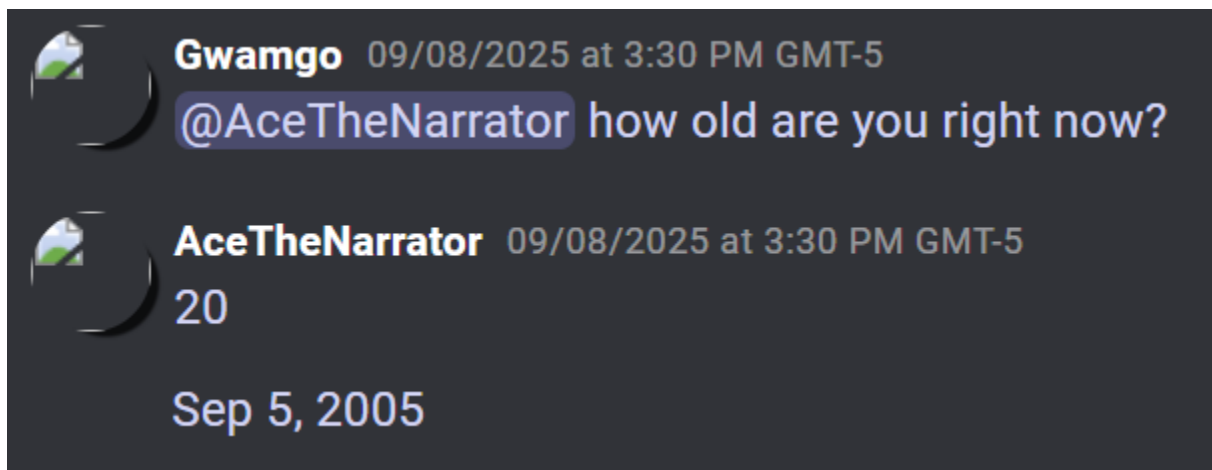 Gwamgo 09/08/2025 at 3:30 PM GMT-5
@AceTheNarrator how old are you right now?
AceTheNarrator 09/08/2025 at 3:30 PM GMT-5
20
Sep 5, 2005